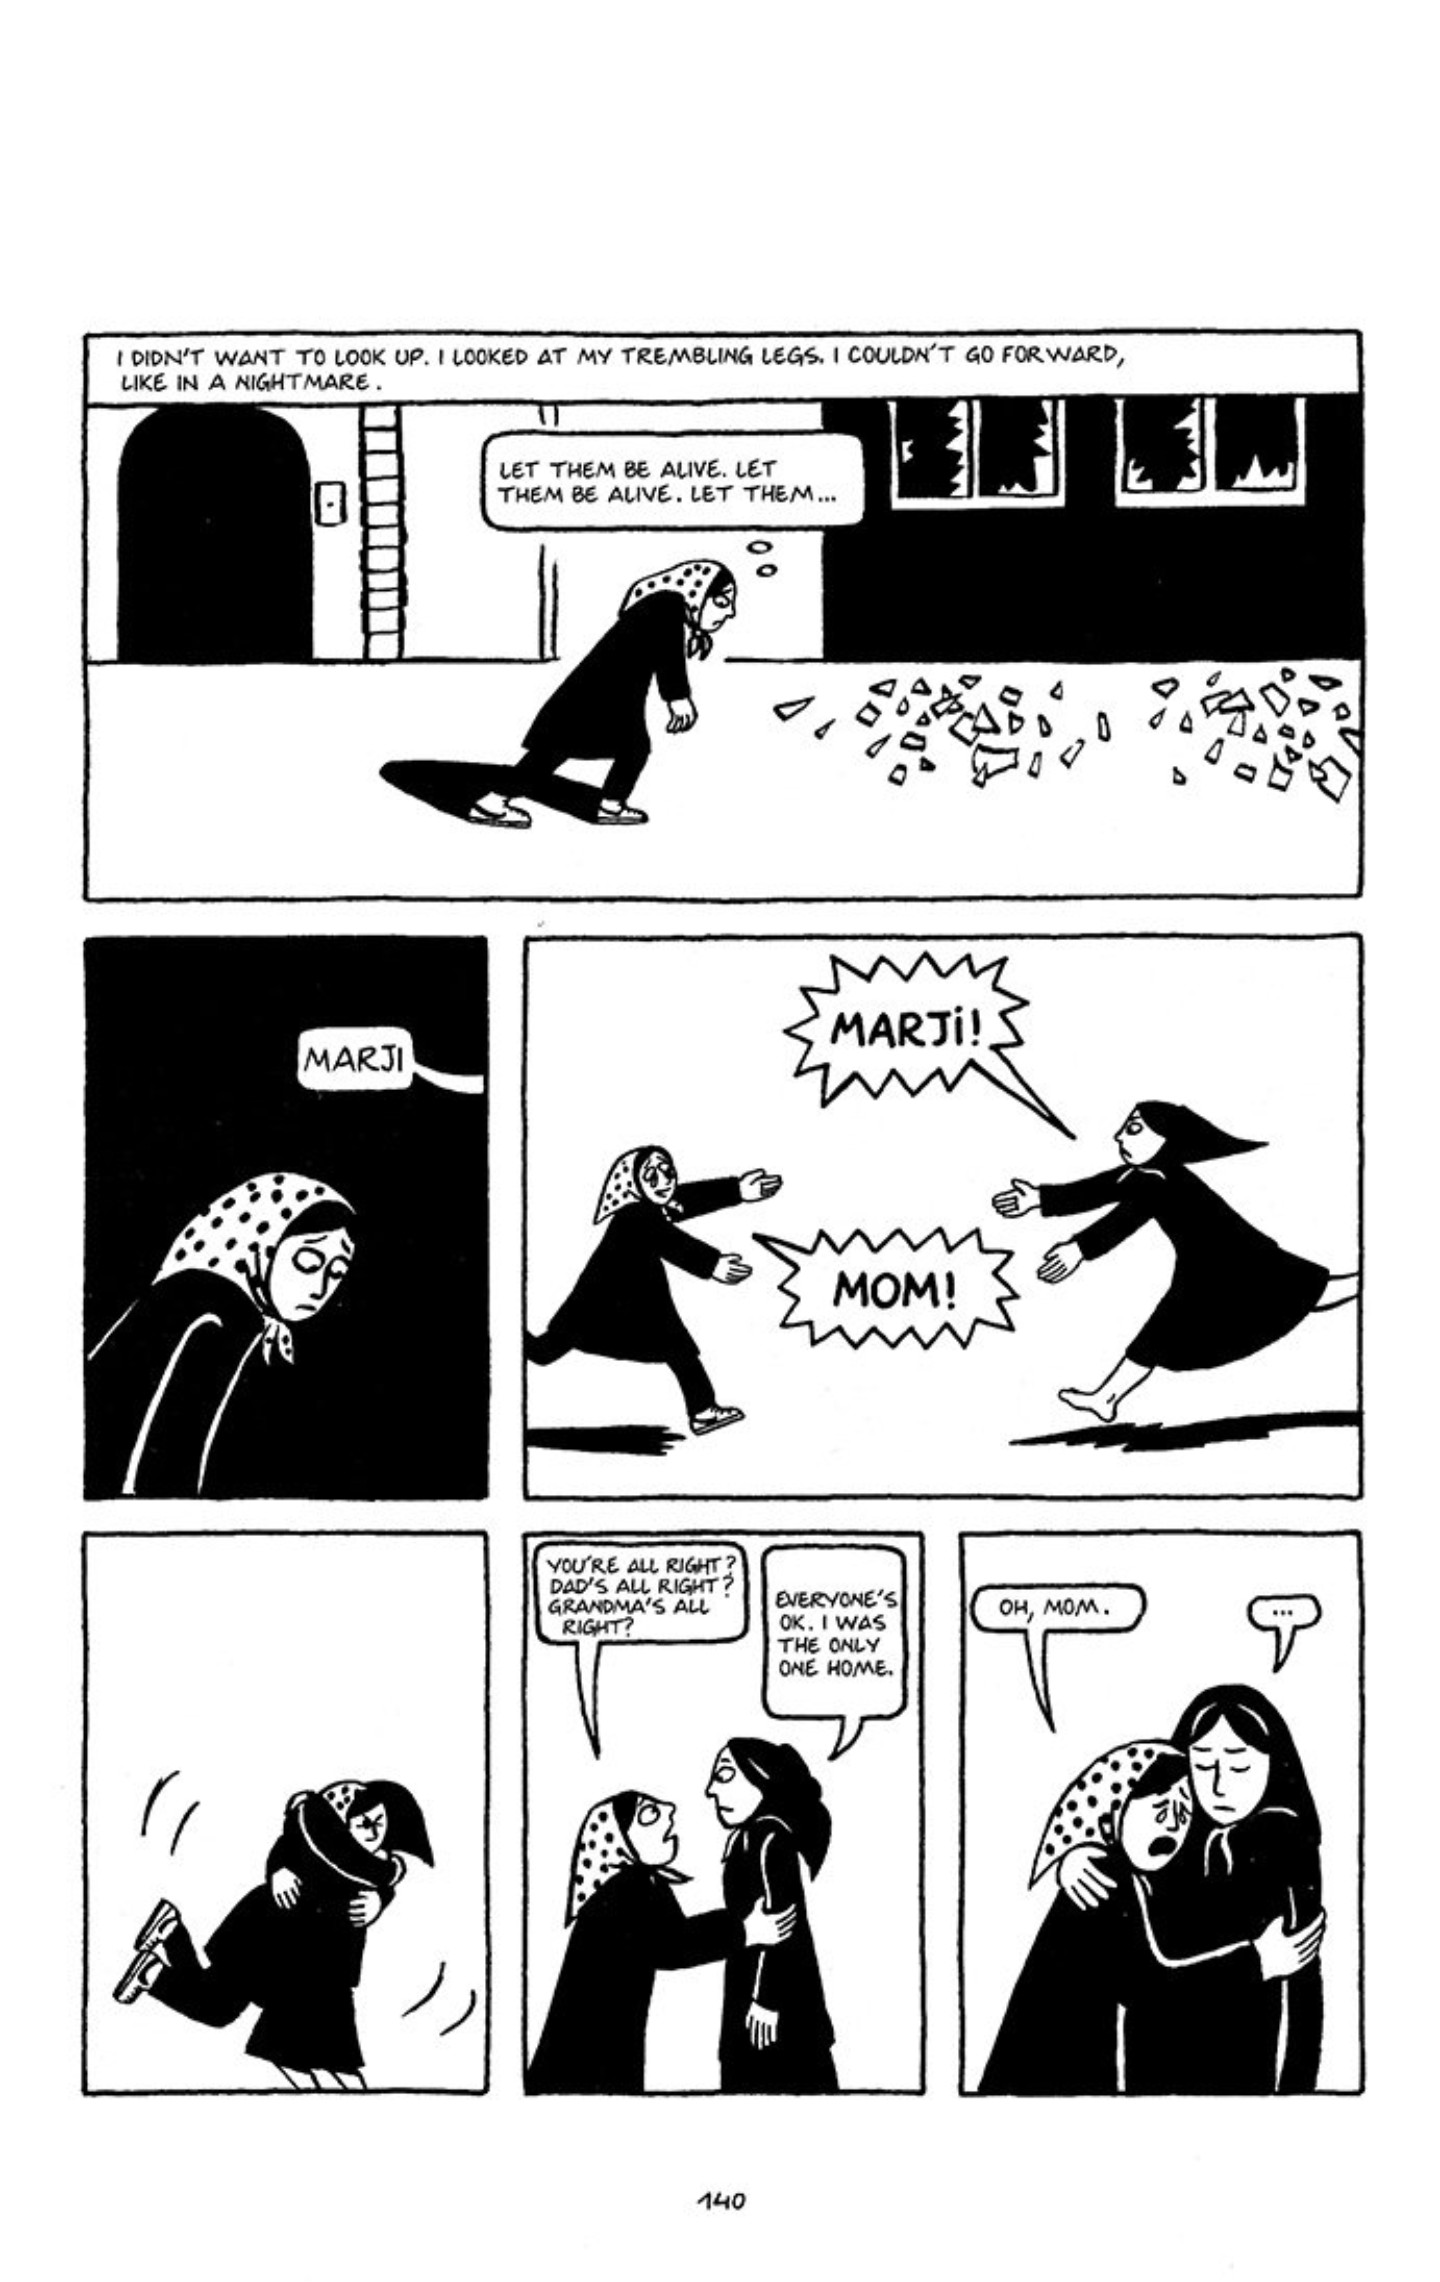 I DIDN'T WANT TO LOOK UP. I LOOKED AT MY TREMBLING LEGS. I COULDN'T GO FORWARD,
LIKE IN A NIGHTMARE.
LET THEM BE ALIVE. LET
THEM BE ALIVE. LET THEM...
MARJI
MARJi!
MOM!
YOU'RE ALL RIGHT?
DAD'S ALL RIGHT?
GRANDMA'S ALL
RIGHT?
EVERYONE'S
OK. I WAS
THE ONLY
ONE HOME.
OH, MOM.
...
140